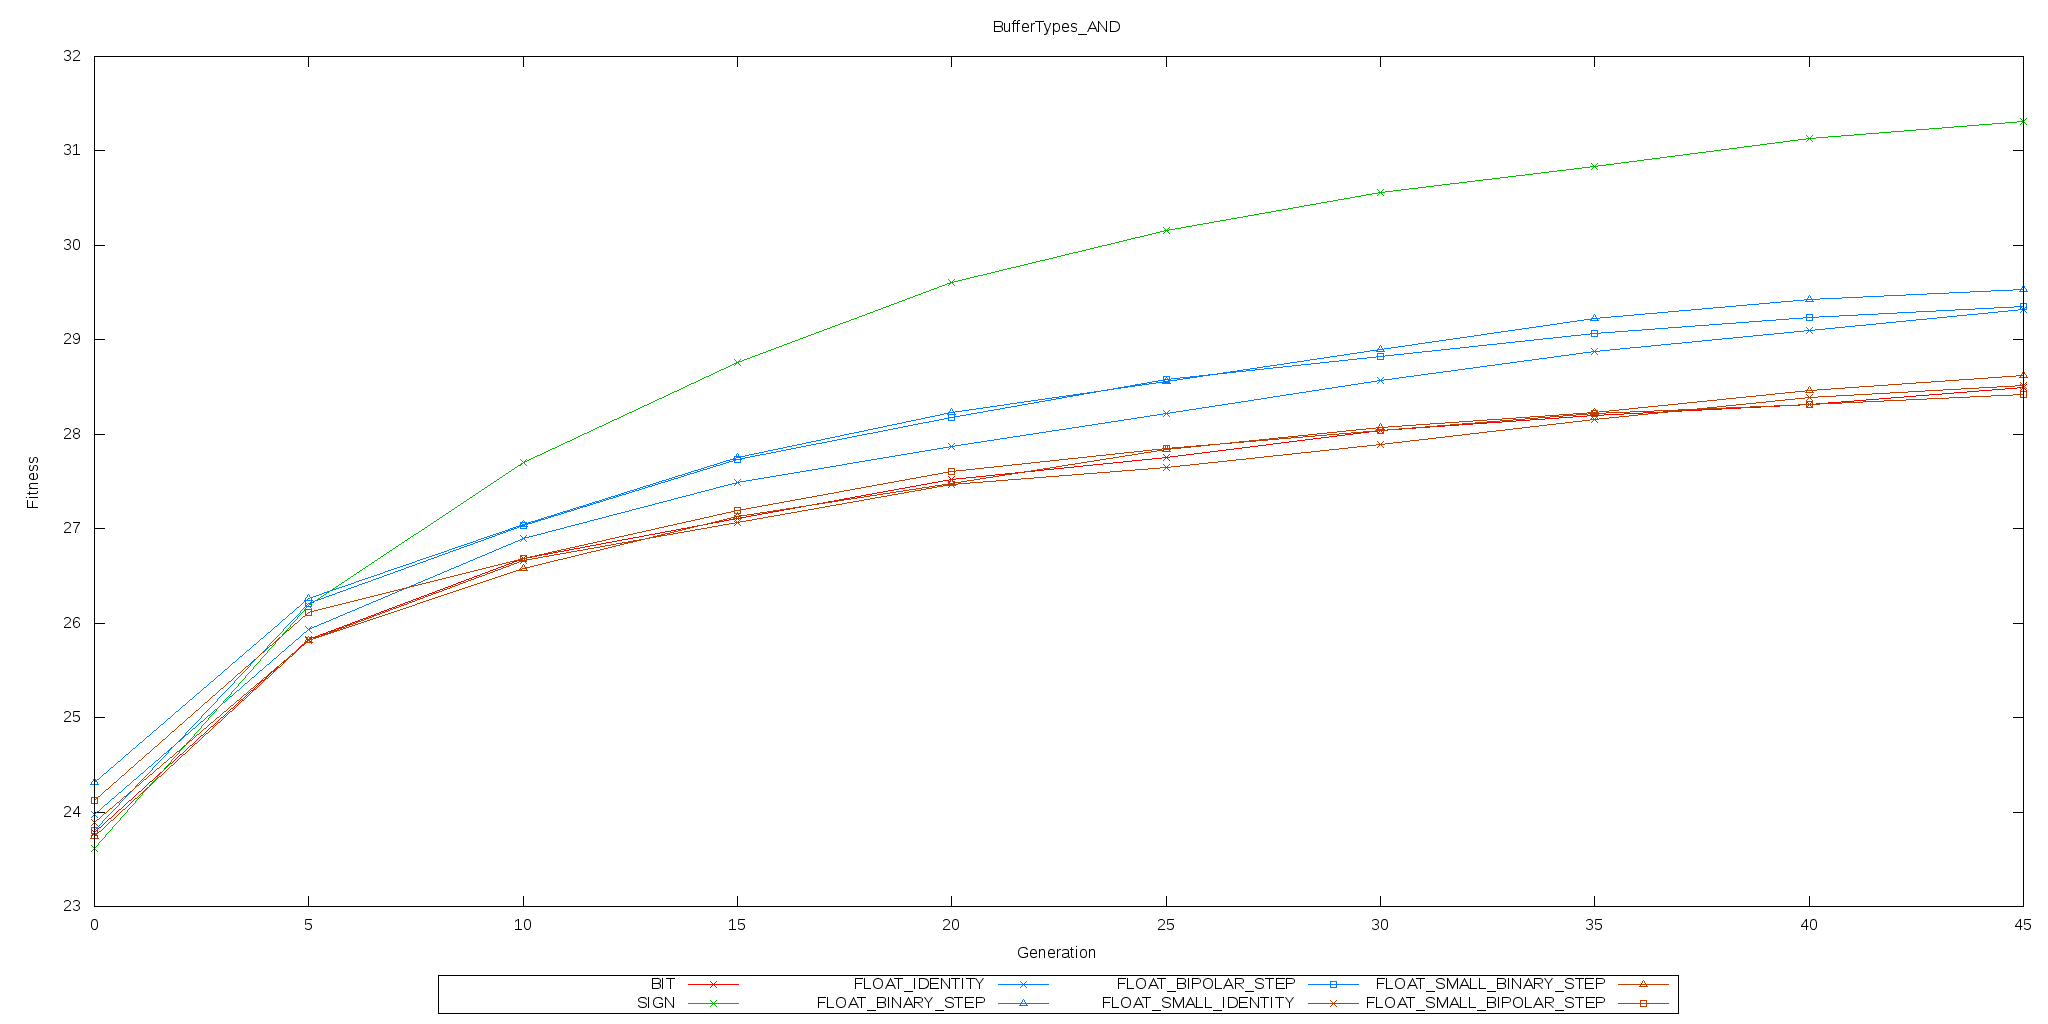 BufferTypes_AND
32
31
30
29
28
27
26
25
24
23
Fitness
0 5 10 15 20 25 30 35 40 45
Generation
BIT FLOAT_IDENTITY FLOAT_BIPOLAR_STEP FLOAT_SMALL_BINARY_STEP
SIGN FLOAT_BINARY_STEP FLOAT_SMALL_IDENTITY FLOAT_SMALL_BIPOLAR_STEP